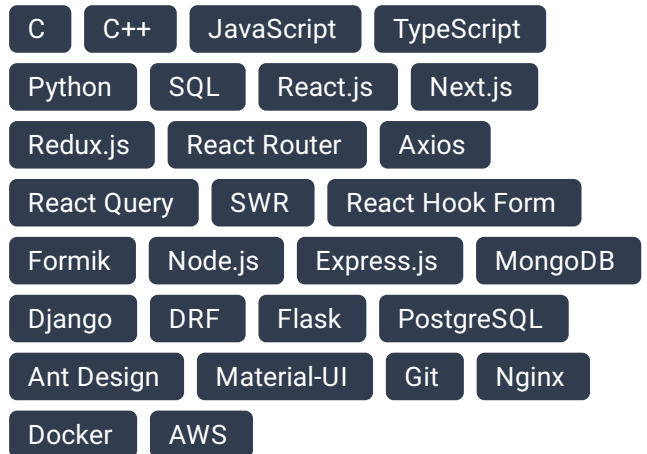 C C++ JavaScript TypeScript
Python SQL React.js Next.js
Redux.js React Router Axios
React Query SWR React Hook Form
Formik Node.js Express.js MongoDB
Django DRF Flask PostgreSQL
Ant Design Material-UI Git Nginx
Docker AWS